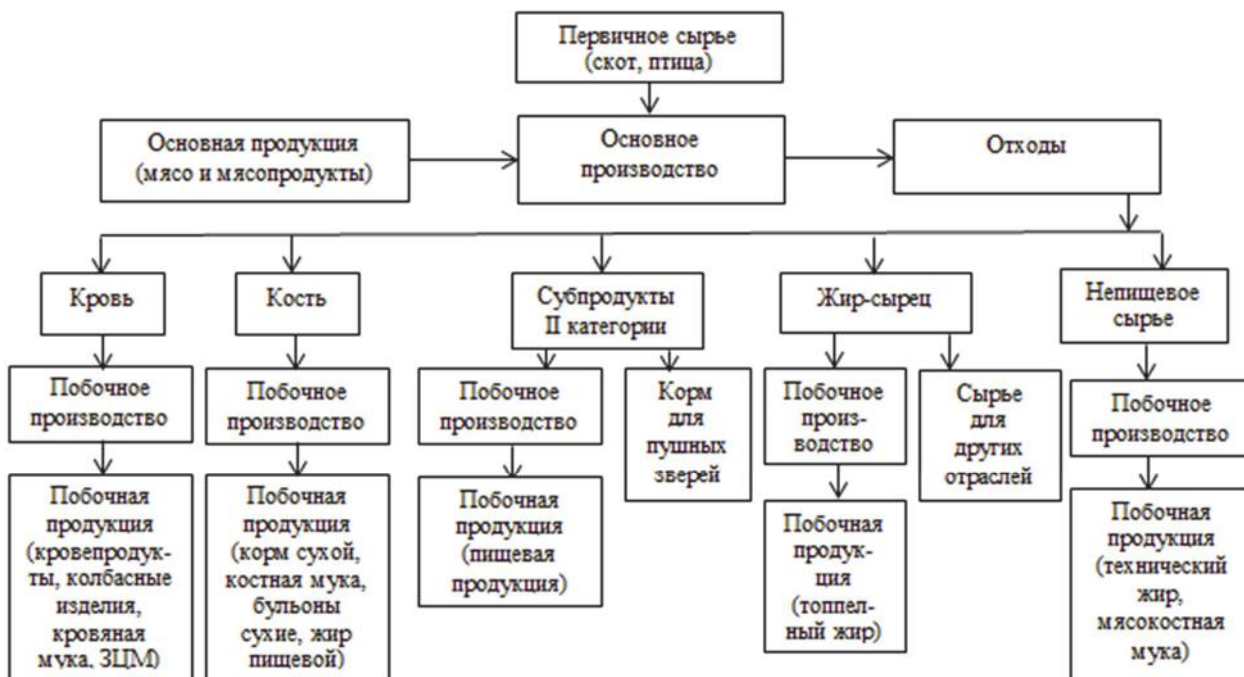 Первичное сырье
(скот, птица)
Основная продукция
(мясо и мясопродукты)
Основное
производство
Отходы
Кровь
Кость
Субпродукты
II категории
Жир-сырец
Непищевое
сырье
Побочное
производство
Побочное
производство
Побочное
производство
Корм
для
пушных
зверей
Побочное
произ-
водство
Сырье
для
других
отраслей
Побочное
производство
Побочная
продукция
(кровепродук-
ты, колбасные
изделия,
кровяная
мука, ЗЦМ)
Побочная
продукция
(корм сухой,
костная мука,
бульоны
сухие, жир
пищевой)
Побочная
продукция
(пищевая
продукция)
Побочная
продук-
ция
(топпел-
ный жир)
Побочная
продукция
(технический
жир,
мясокостная
мука)